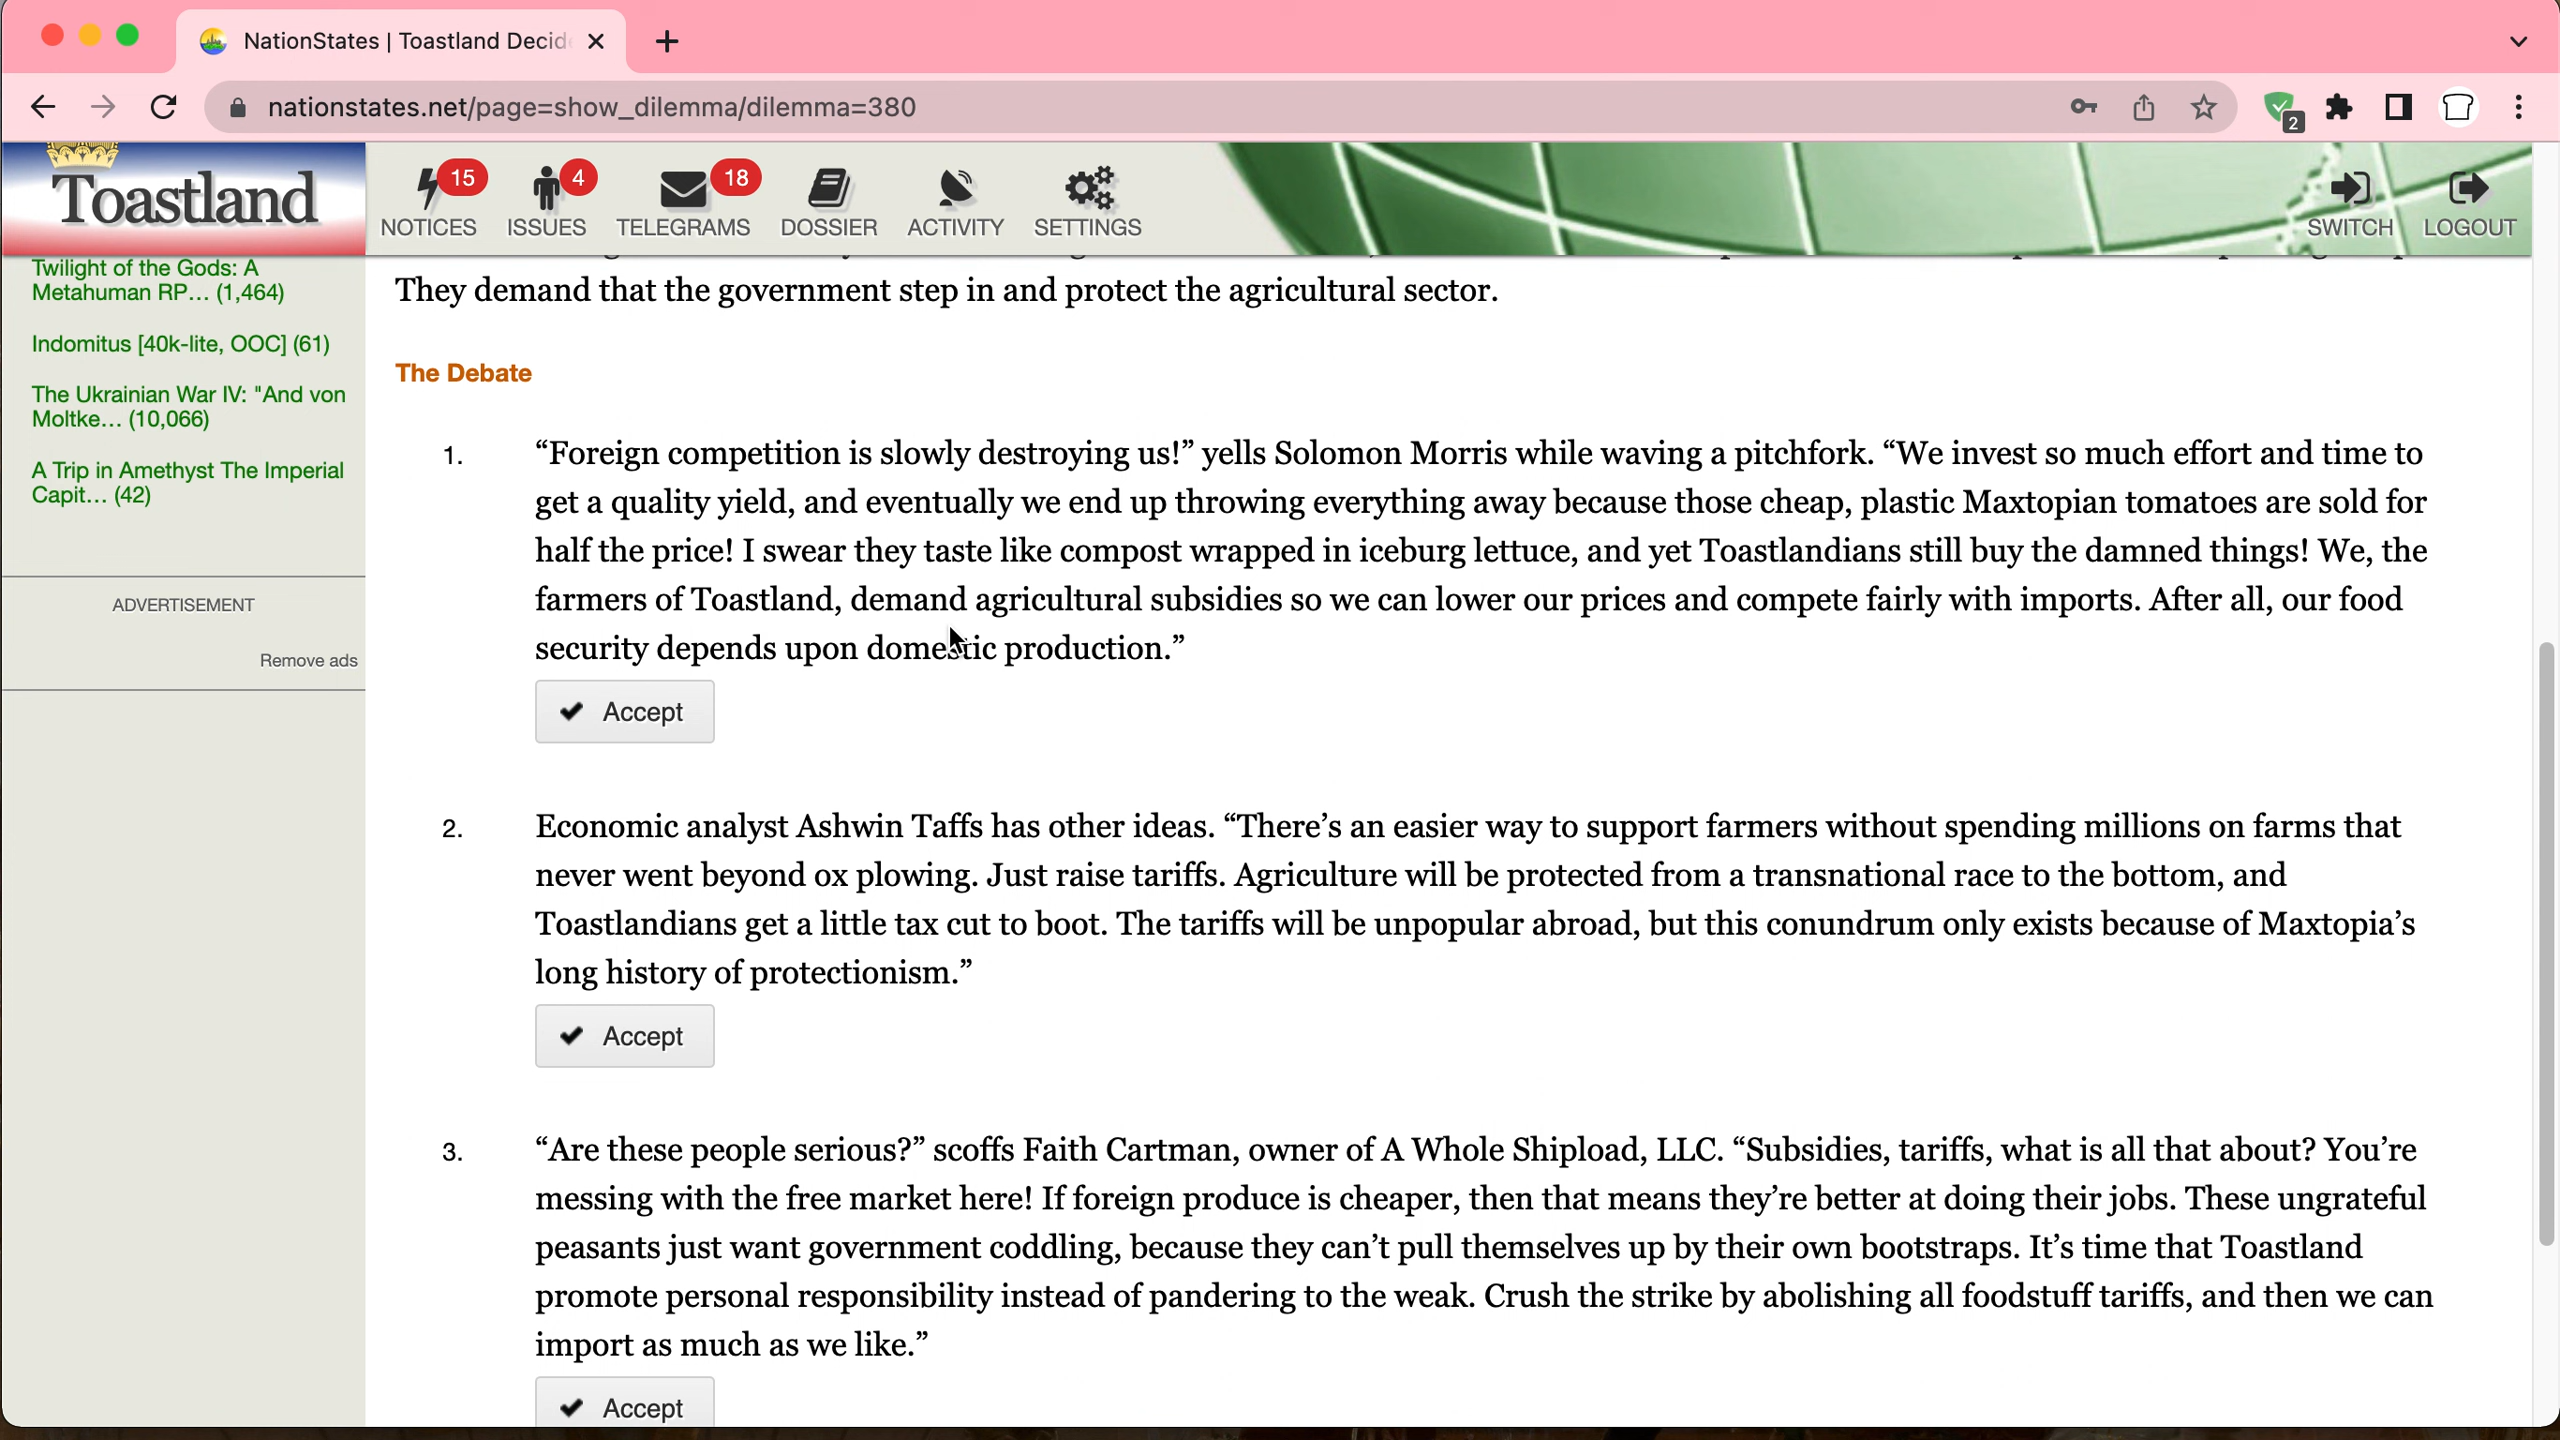 NationStates | Toastland Decid
nationstates.net/page=show_dilemma/dilemma=380
2
Toastland
15
4
18
NOTICES
ISSUES
TELEGRAMS
DOSSIER
ACTIVITY
SETTINGS
SWITCH
LOGOUT
Twilight of the Gods: A
Metahuman RP... (1,464)
Indomitus [40k-lite, OOC] (61)
The Ukrainian War IV: "And von
Moltke... (10,066)
A Trip in Amethyst The Imperial
Capit... (42)
ADVERTISEMENT
Remove ads
They demand that the government step in and protect the agricultural sector.
The Debate
1.
“Foreign competition is slowly destroying us!” yells Solomon Morris while waving a pitchfork. “We invest so much effort and time to
get a quality yield, and eventually we end up throwing everything away because those cheap, plastic Maxtopian tomatoes are sold for
half the price! I swear they taste like compost wrapped in iceburg lettuce, and yet Toastlandians still buy the damned things! We, the
farmers of Toastland, demand agricultural subsidies so we can lower our prices and compete fairly with imports. After all, our food
security depends upon domestic production.”
Accept
2.
Economic analyst Ashwin Taffs has other ideas. “There’s an easier way to support farmers without spending millions on farms that
never went beyond ox plowing. Just raise tariffs. Agriculture will be protected from a transnational race to the bottom, and
Toastlandians get a little tax cut to boot. The tariffs will be unpopular abroad, but this conundrum only exists because of Maxtopia’s
long history of protectionism.”
Accept
3.
“Are these people serious?” scoffs Faith Cartman, owner of A Whole Shipload, LLC. “Subsidies, tariffs, what is all that about? You’re
messing with the free market here! If foreign produce is cheaper, then that means they’re better at doing their jobs. These ungrateful
peasants just want government coddling, because they can’t pull themselves up by their own bootstraps. It’s time that Toastland
promote personal responsibility instead of pandering to the weak. Crush the strike by abolishing all foodstuff tariffs, and then we can
import as much as we like.”
Accept